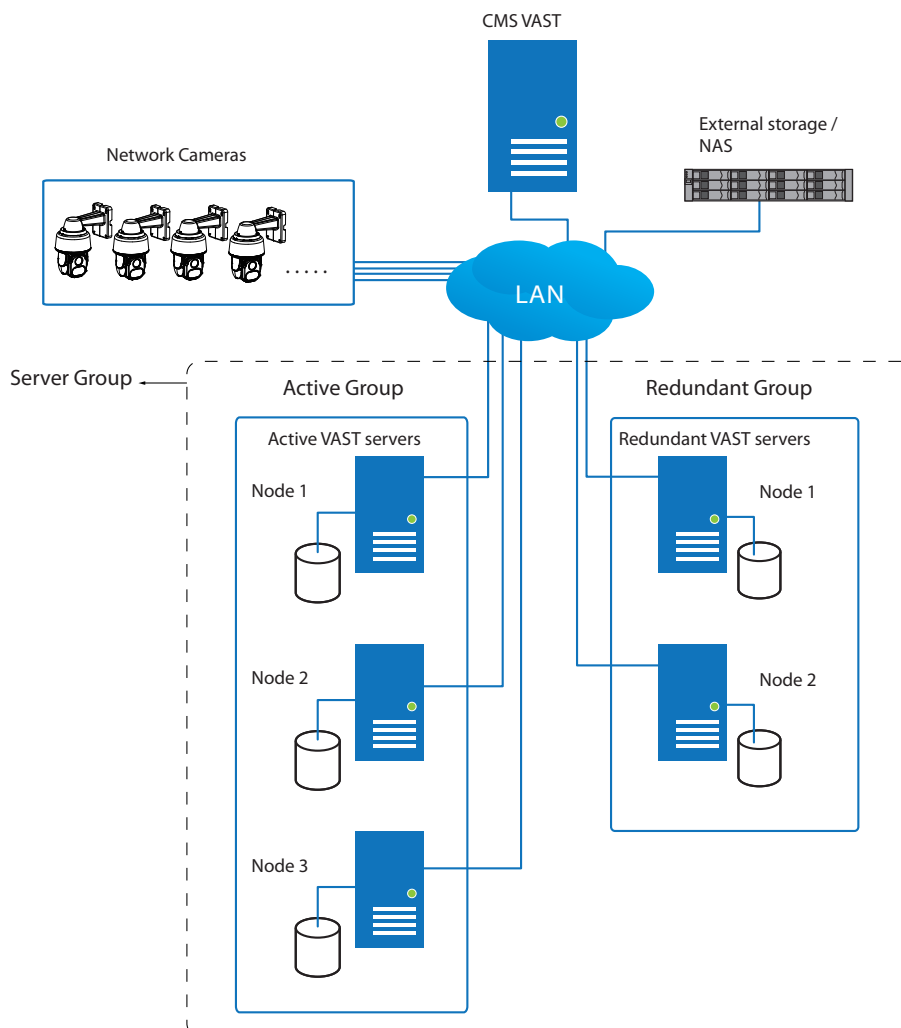 CMS VAST
External storage /
NAS
Network Cameras
.....
LAN
Server Group
Active Group
Redundant Group
Active VAST servers
Redundant VAST servers
Node 1
Node 1
Node 2
Node 2
Node 3